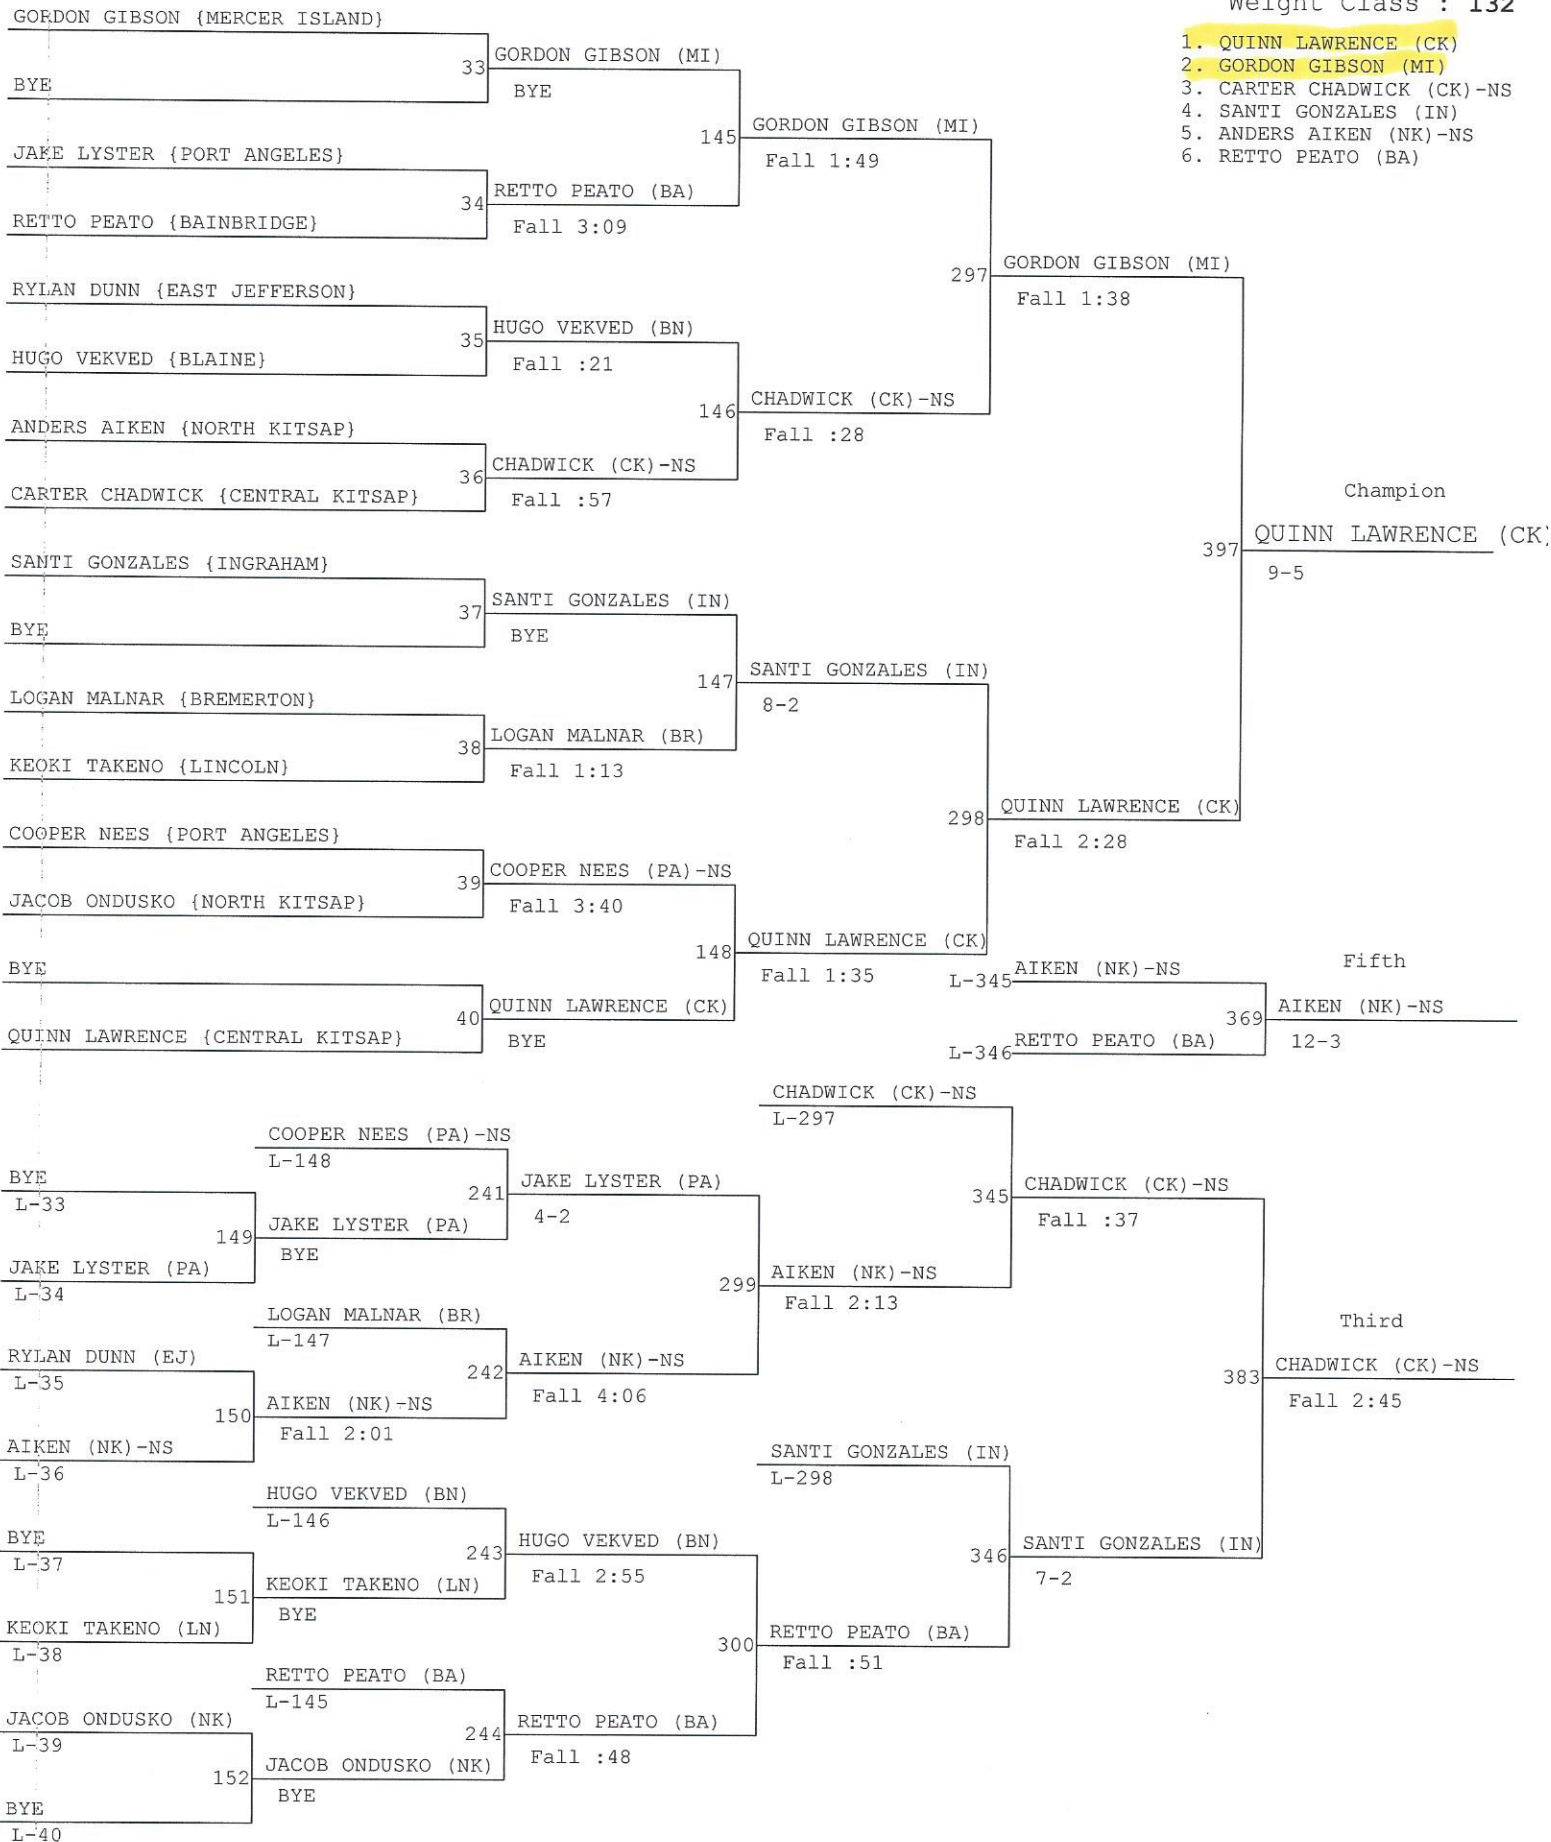 Weight Class : 132
1. QUINN LAWRENCE (CK)
2. GORDON GIBSON (MI)
3. CARTER CHADWICK (CK)-NS
4. SANTI GONZALES (IN)
5. ANDERS AIKEN (NK)-NS
6. RETTO PEATO (BA)
GORDON GIBSON {MERCER ISLAND}
33
BYE
JAKE LYSTER {PORT ANGELES}
34
RETTO PEATO {BAINBRIDGE}
RYLAN DUNN {EAST JEFFERSON}
35
HUGO VEKVED {BLAINE}
ANDERS AIKEN {NORTH KITSAP}
36
CARTER CHADWICK {CENTRAL KITSAP}
SANTI GONZALES {INGRAHAM}
37
BYE
LOGAN MALNAR {BREMERTON}
38
KEOKI TAKENO {LINCOLN}
COOPER NEES {PORT ANGELES}
39
JACOB ONDUSKO {NORTH KITSAP}
BYE
40
QUINN LAWRENCE {CENTRAL KITSAP}
GORDON GIBSON (MI)
BYE
145
RETTO PEATO (BA)
Fall 3:09
HUGO VEKVED (BN)
Fall :21
146
CHADWICK (CK)-NS
Fall :57
SANTI GONZALES (IN)
BYE
147
LOGAN MALNAR (BR)
Fall 1:13
COOPER NEES (PA)-NS
Fall 3:40
148
QUINN LAWRENCE (CK)
BYE
GORDON GIBSON (MI)
Fall 1:49
297
CHADWICK (CK)-NS
Fall :28
SANTI GONZALES (IN)
8-2
298
QUINN LAWRENCE (CK)
Fall 1:35
GORDON GIBSON (MI)
Fall 1:38
397
QUINN LAWRENCE (CK)
Fall 2:28
Champion
QUINN LAWRENCE (CK)
9-5
L-345
AIKEN (NK)-NS
369
L-346
RETTO PEATO (BA)
Fifth
AIKEN (NK)-NS
12-3
BYE
L-33
149
JAKE LYSTER (PA)
L-34
RYLAN DUNN (EJ)
L-35
150
AIKEN (NK)-NS
L-36
BYE
L-37
151
KEOKI TAKENO (LN)
L-38
JACOB ONDUSKO (NK)
L-39
152
BYE
L-40
COOPER NEES (PA)-NS
L-148
241
JAKE LYSTER (PA)
BYE
LOGAN MALNAR (BR)
L-147
242
AIKEN (NK)-NS
Fall 2:01
HUGO VEKVED (BN)
L-146
243
KEOKI TAKENO (LN)
BYE
RETTO PEATO (BA)
L-145
244
JACOB ONDUSKO (NK)
BYE
JAKE LYSTER (PA)
4-2
299
AIKEN (NK)-NS
Fall 4:06
HUGO VEKVED (BN)
Fall 2:55
300
RETTO PEATO (BA)
Fall :48
CHADWICK (CK)-NS
L-297
345
AIKEN (NK)-NS
Fall 2:13
SANTI GONZALES (IN)
L-298
346
RETTO PEATO (BA)
Fall :51
CHADWICK (CK)-NS
Fall :37
383
SANTI GONZALES (IN)
7-2
Third
CHADWICK (CK)-NS
Fall 2:45